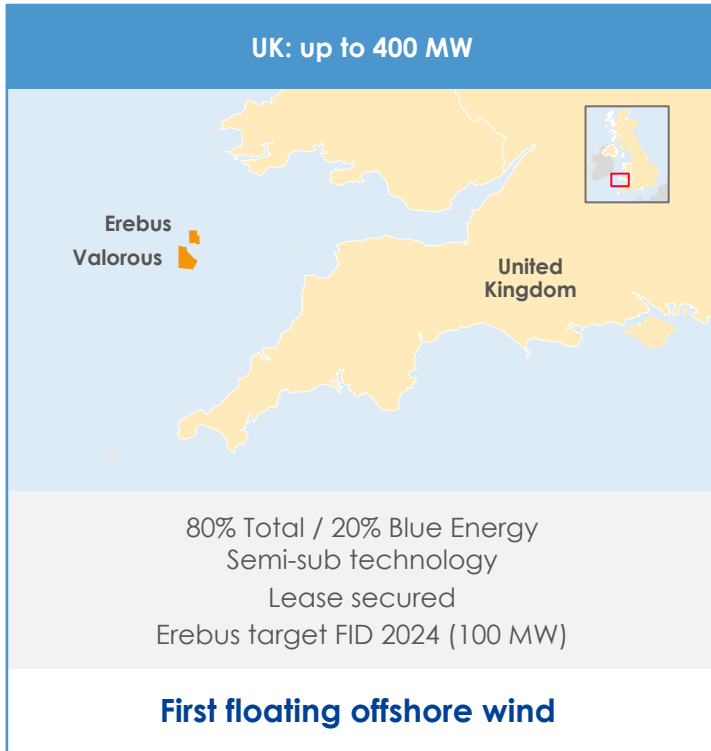 UK: up to 400 MW
Erebus
Valorous
United
Kingdom
80% Total / 20% Blue Energy
Semi-sub technology
Lease secured
Erebus target FID 2024 (100 MW)
First floating offshore wind